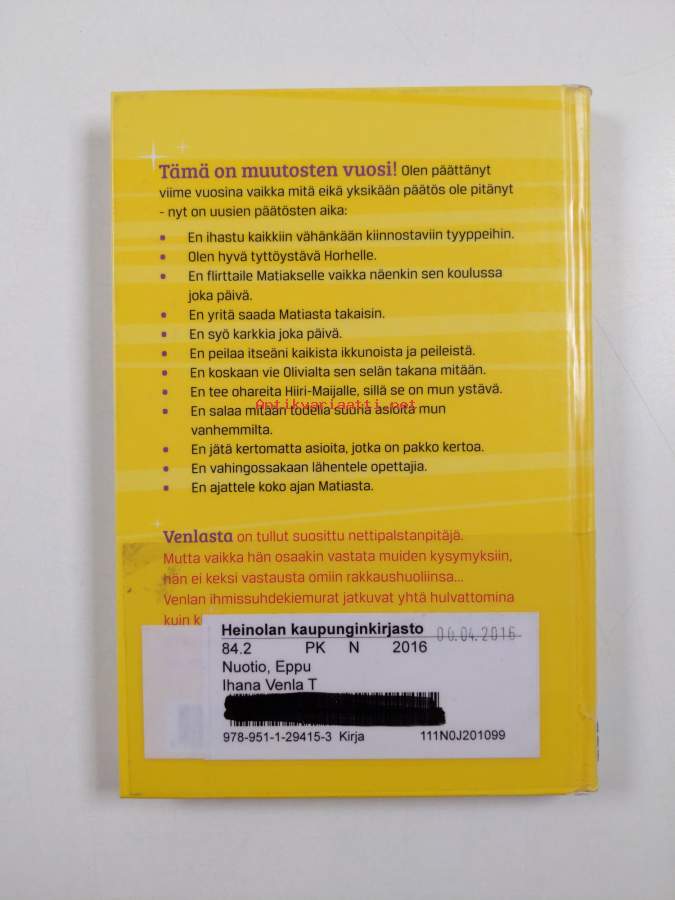 Tämä on muutosten vuosi! Olen päättänyt
viime vuosina vaikka mitä eikä yksikään päätös ole pitänyt
- nyt on uusien päätösten aika:
• En ihastu kaikkiin vähänkään kiinnostaviin tyyppeihin.
• Olen hyvä tyttöystävä Horhelle.
• En flirttaile Matiakselle vaikka näenkin sen koulussa
joka päivä.
• En yritä saada Matiasta takaisin.
• En syö karkkia joka päivä.
• En peilaa itseäni kaikista ikkunoista ja peileistä.
• En koskaan vie Olivialta sen selän takana mitään.
• En tee ohareita Hiiri-Maijalle, sillä se on mun ystävä.
• En salaa mitään todella suuria asioita mun
Antikvariaatti.net
vanhemmilta.
• En jätä kertomatta asioita, jotka on pakko kertoa.
• En vahingossakaan lähentele opettajia.
• En ajattele koko ajan Matiasta.
Venlasta on tullut suosittu nettipalstanpitäjä.
Mutta vaikka hän osaakin vastata muiden kysymyksiin,
hän ei keksi vastausta omiin rakkaushuoliinsa...
Venlan ihmissuhdekiemurat jatkuvat yhtä hulvattomina
kuin
Heinolan kaupunginkirjasto
04.2016
84.2 PK N 2016
Nuotio, Eppu
Ihana Venla T
978-951-1-29415-3 Kirja 111N0J201099